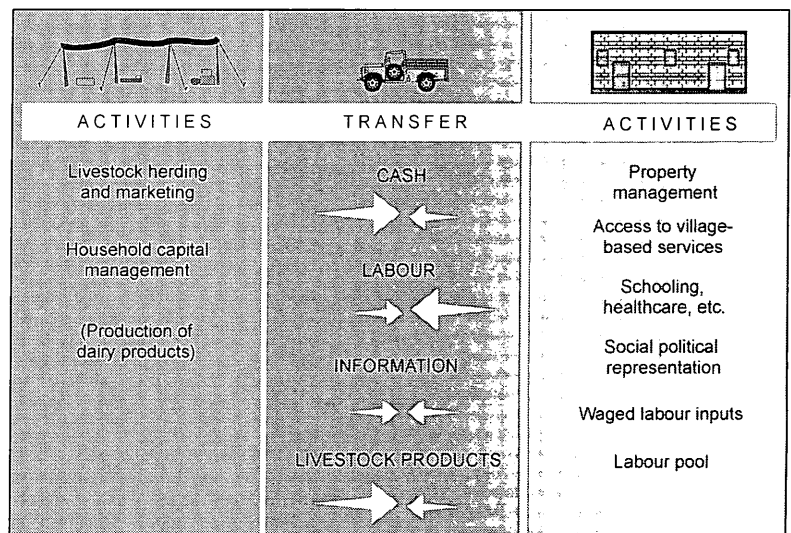 ACTIVITIES
Livestock herding
and marketing
Household capital
management
(Production of
dairy products)
TRANSFER
CASH
LABOUR
INFORMATION
LIVESTOCK PRODUCTS
ACTIVITIES
Property
management
Access to village-
based services
Schooling,
healthcare, etc.
Social political
representation
Waged labour inputs
Labour pool